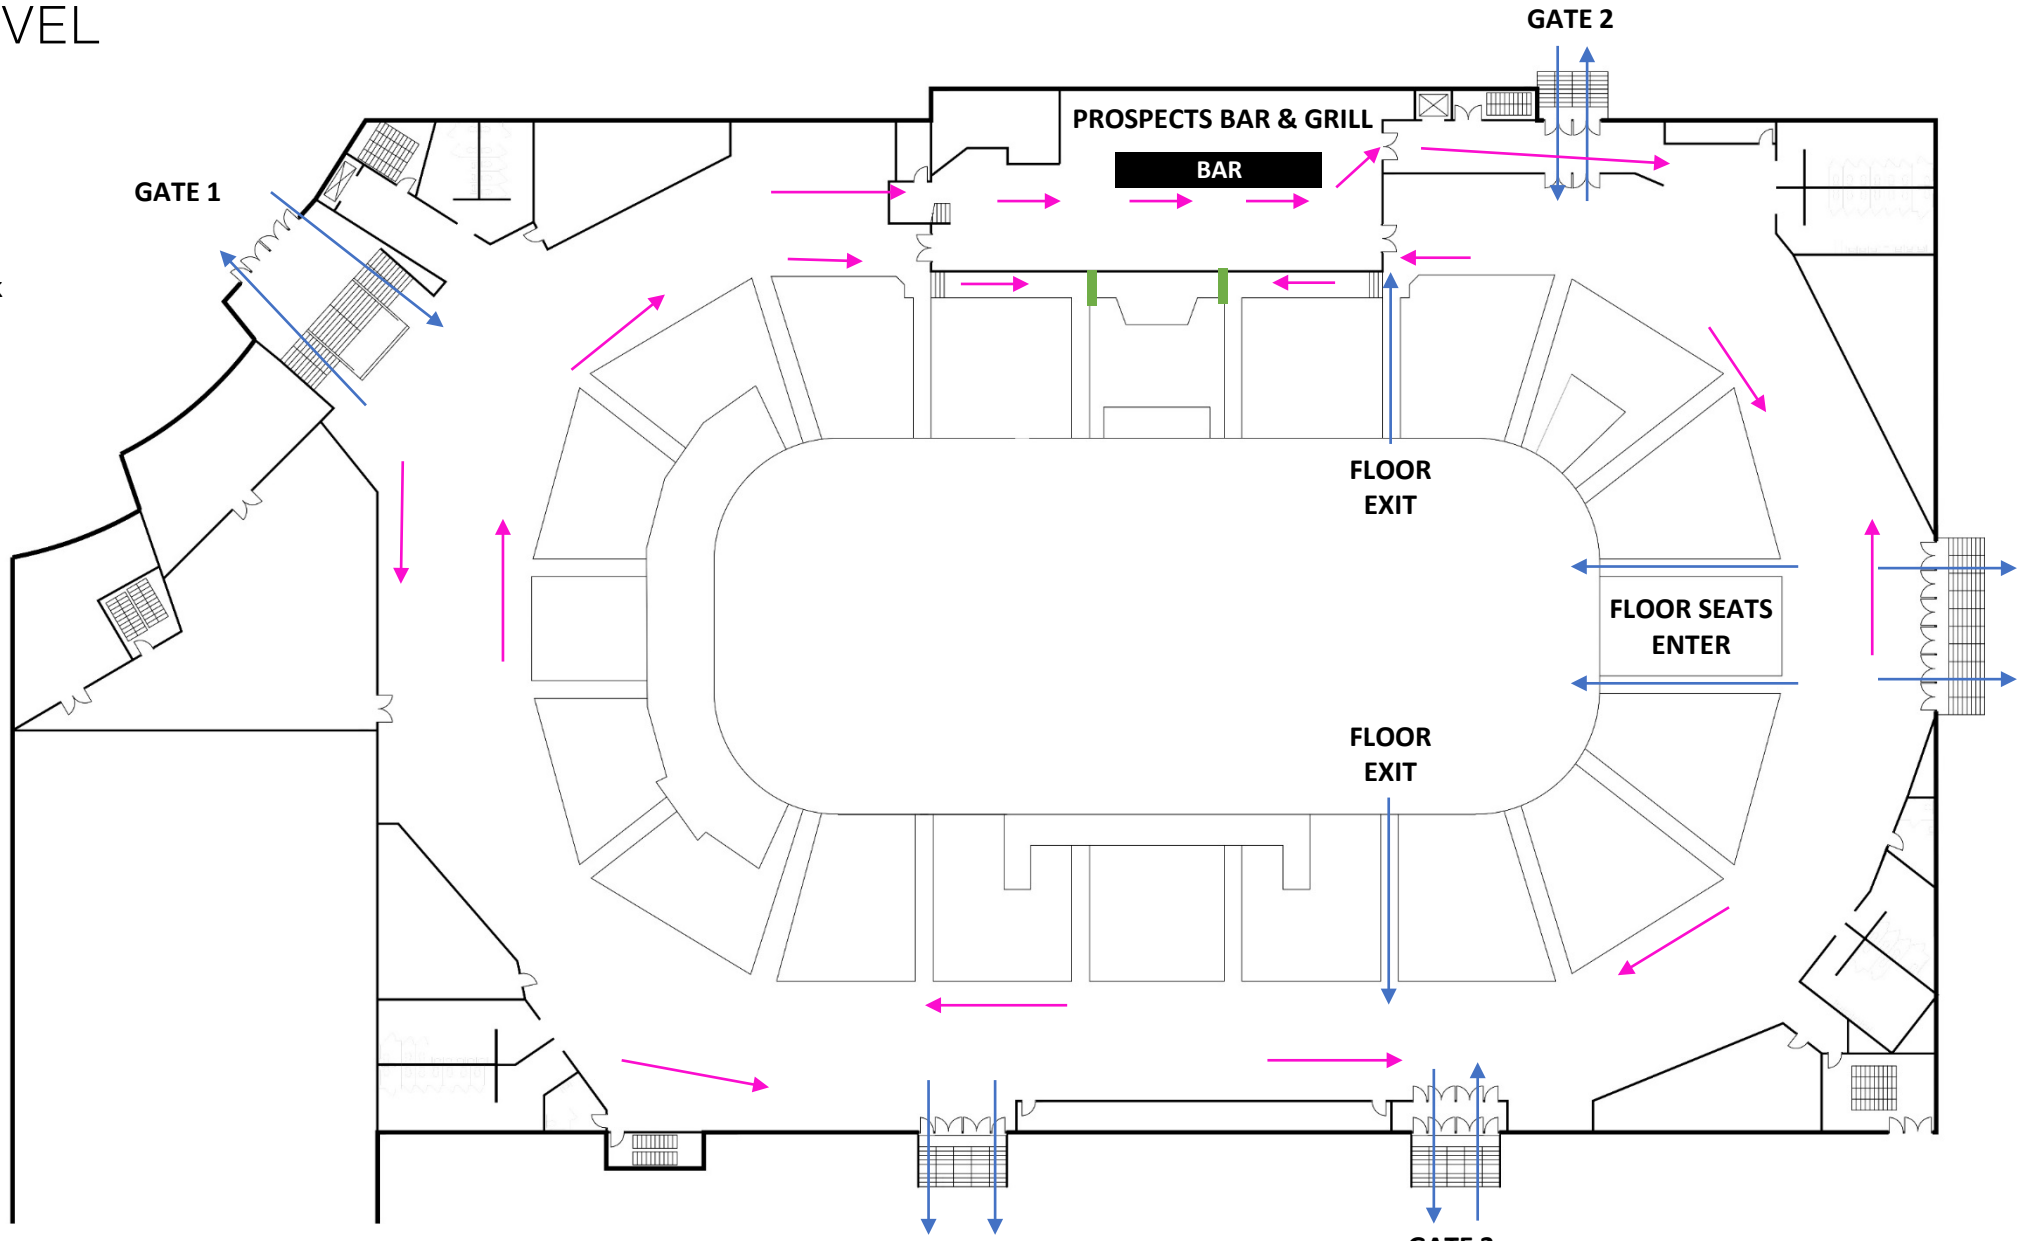 VEL
GATE 2
PROSPECTS BAR & GRILL
BAR
GATE 1
FLOOR
EXIT
FLOOR SEATS
ENTER
FLOOR
EXIT